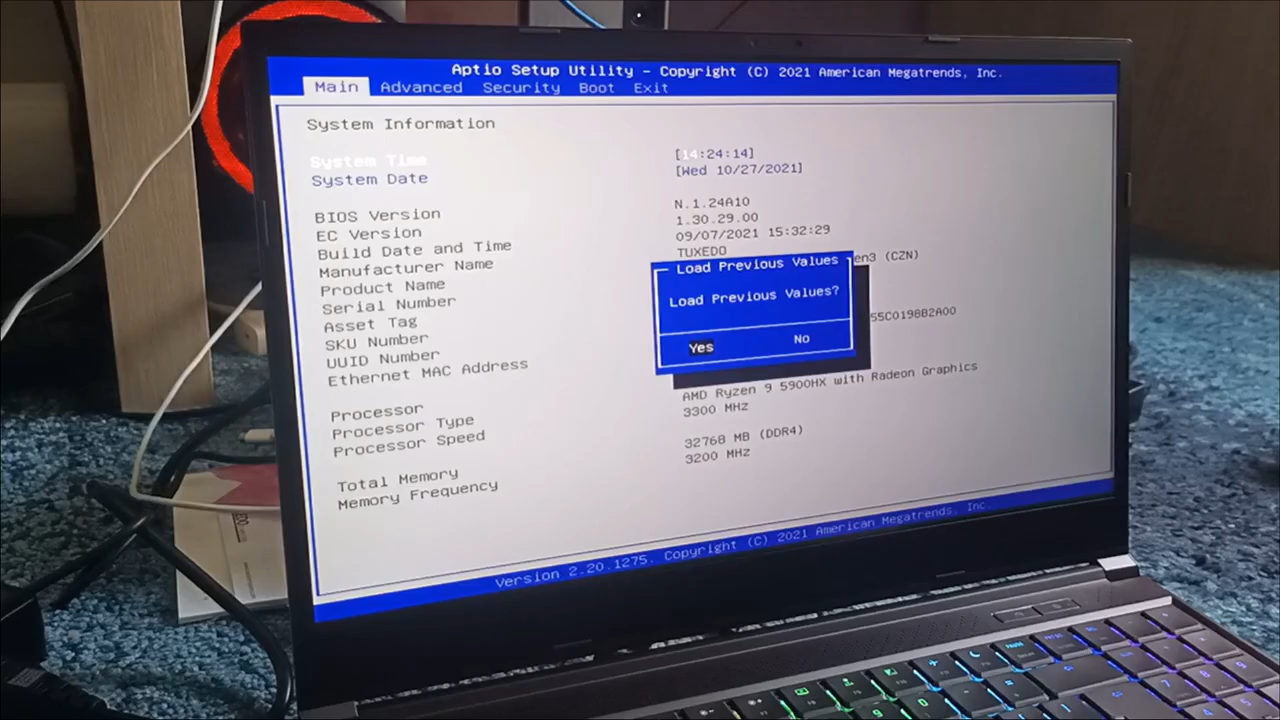 Aptio Setup Utility - Copyright (C) 2021 American Megatrends, Inc.
Main Advanced Security Boot Exit
System Information
System Time [14:24:14]
System Date [Wed 10/27/2021]
BIOS Version N.1.24A10
EC Version 1.30.29.00
Build Date and Time 09/07/2021 15:32:29
Manufacturer Name TUXEDO
Product Name en3 (CZN)
Serial Number
Asset Tag
SKU Number
UUID Number 55C0198B2A00
Ethernet MAC Address
Load Previous Values
Load Previous Values?
Yes No
Processor
Processor Type AMD Ryzen 9 5900HX with Radeon Graphics
Processor Speed 3300 MHz
Total Memory 32768 MB (DDR4)
Memory Frequency 3200 MHz
Version 2.20.1275. Copyright (C) 2021 American Megatrends, Inc.